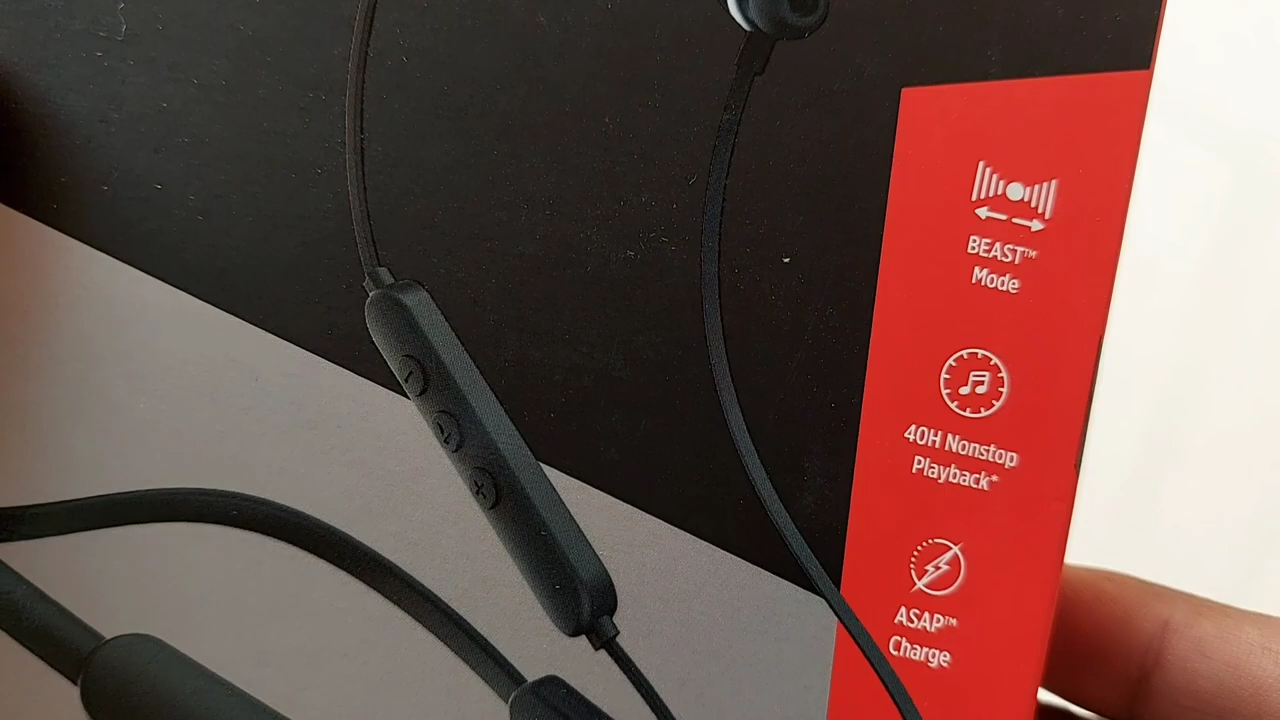 BEAST™
Mode
40H Nonstop
Playback*
ASAP™
Charge